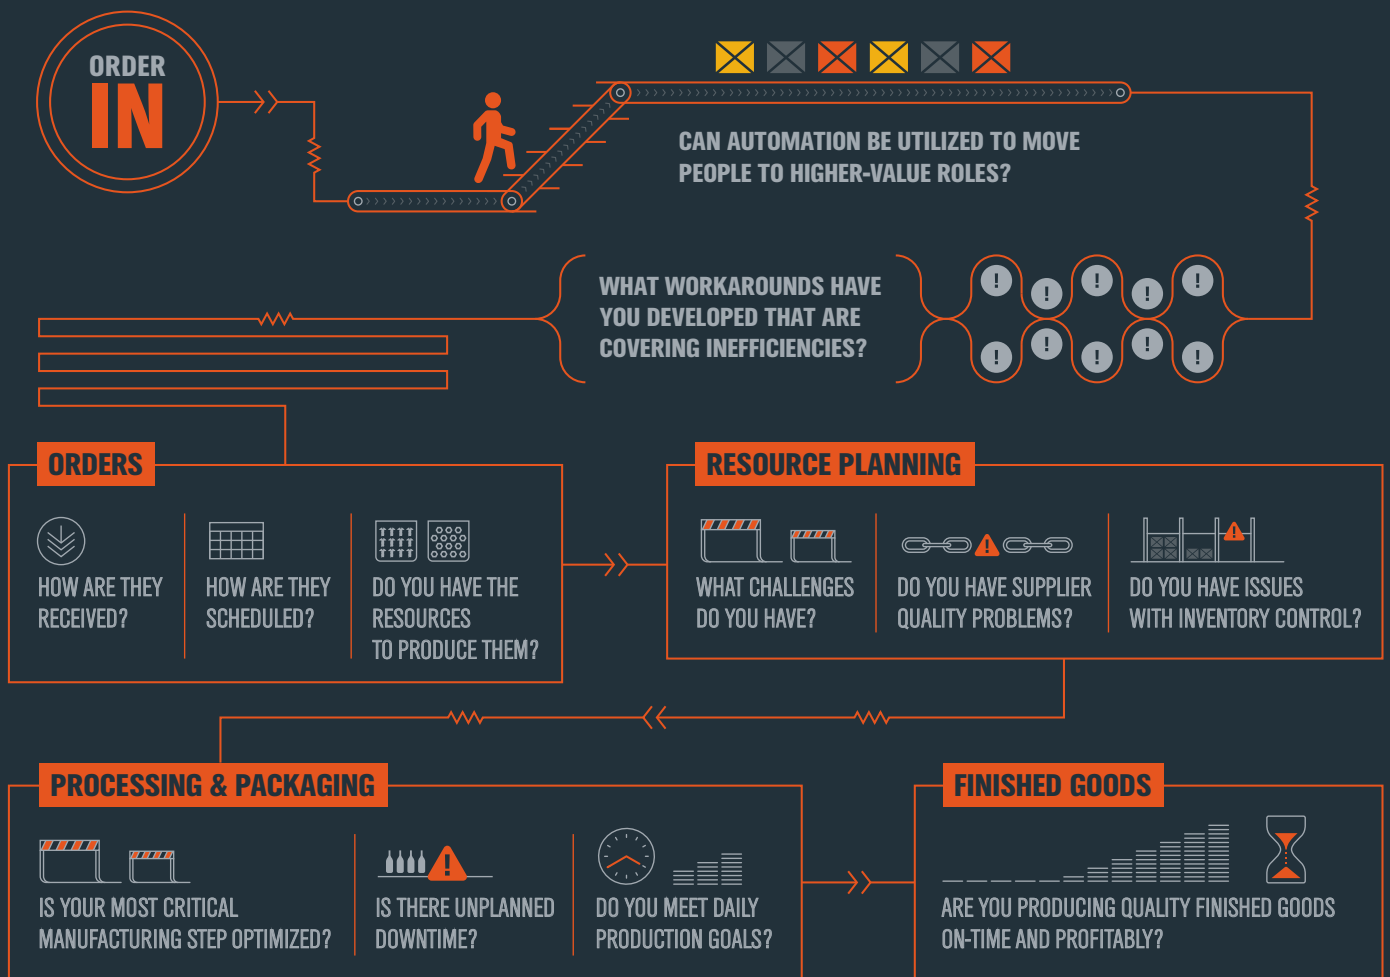 ORDER
IN
CAN AUTOMATION BE UTILIZED TO MOVE
PEOPLE TO HIGHER-VALUE ROLES?
WHAT WORKAROUNDS HAVE
YOU DEVELOPED THAT ARE
COVERING INEFFICIENCIES?
ORDERS
HOW ARE THEY
RECEIVED?
HOW ARE THEY
SCHEDULED?
DO YOU HAVE THE
RESOURCES
TO PRODUCE THEM?
RESOURCE PLANNING
WHAT CHALLENGES
DO YOU HAVE?
DO YOU HAVE SUPPLIER
QUALITY PROBLEMS?
DO YOU HAVE ISSUES
WITH INVENTORY CONTROL?
PROCESSING & PACKAGING
IS YOUR MOST CRITICAL
MANUFACTURING STEP OPTIMIZED?
IS THERE UNPLANNED
DOWNTIME?
DO YOU MEET DAILY
PRODUCTION GOALS?
FINISHED GOODS
ARE YOU PRODUCING QUALITY FINISHED GOODS
ON-TIME AND PROFITABLY?